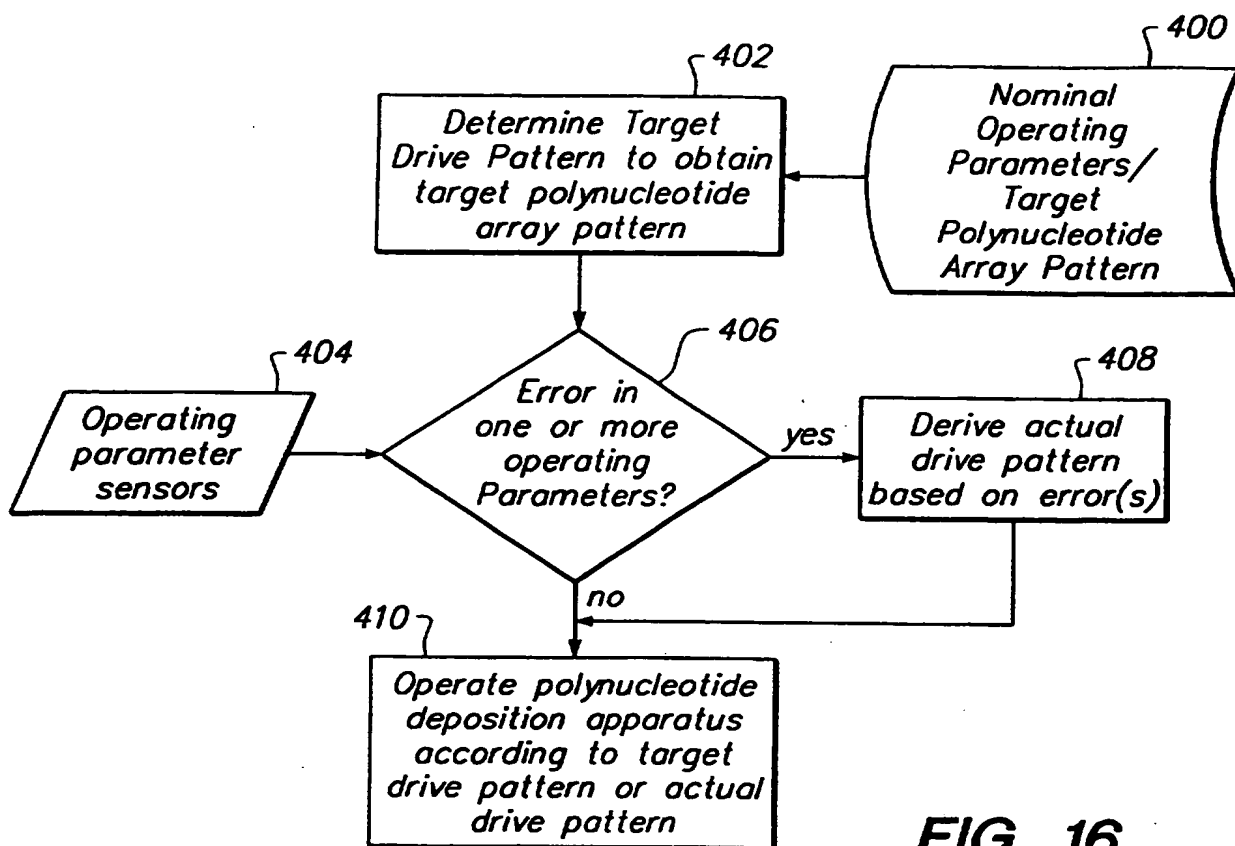 402
Determine Target
Drive Pattern to obtain
target polynucleotide
array pattern
400
Nominal
Operating
Parameters/
Target
Polynucleotide
Array Pattern
404
Operating
parameter
sensors
406
Error in
one or more
operating
Parameters?
yes
408
Derive actual
drive pattern
based on error(s)
no
410
Operate polynucleotide
deposition apparatus
according to target
drive pattern or actual
drive pattern
FIG. 16